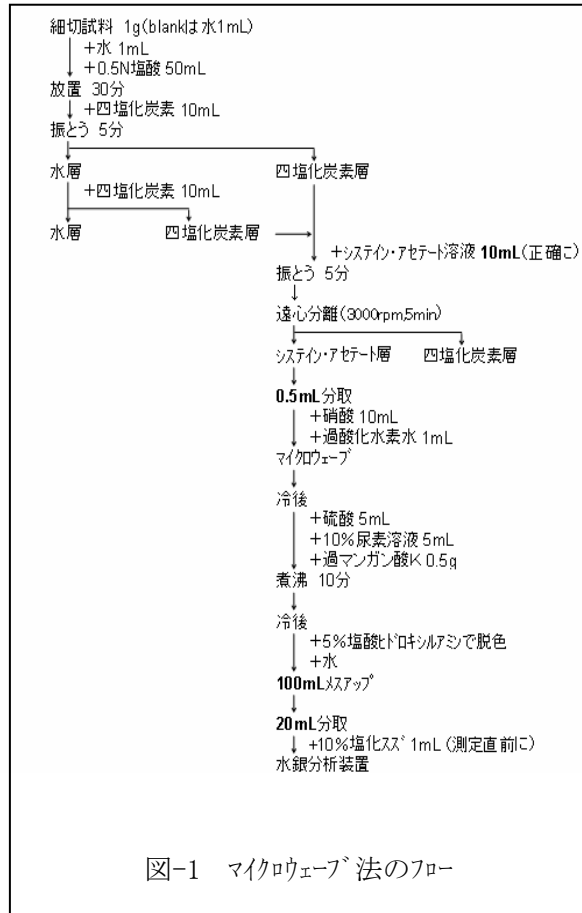 細切試料 1g(blankは水1mL)
+水 1mL
+0.5N塩酸 50mL
放置 30分
+四塩化炭素 10mL
振とう 5分
水層 四塩化炭素層
+四塩化炭素 10mL
水層 四塩化炭素層
+ｼｽﾃｲﾝ・ｱｾﾃｰﾄ溶液 10mL(正確に)
振とう 5分
遠心分離(3000rpm,5min)
ｼｽﾃｲﾝ・ｱｾﾃｰﾄ層 四塩化炭素層
0.5mL分取
+硝酸 10mL
+過酸化水素水 1mL
ﾏｲｸﾛｳｪｰﾌﾞ
冷後
+硫酸 5mL
+10%尿素溶液 5mL
+過マンガン酸K 0.5g
煮沸 10分
冷後
+5%塩酸ﾋﾄﾞﾛｷｼﾙｱﾐﾝで脱色
+水
100mLﾒｽｱｯﾌﾟ
20mL分取
+10%塩化ｽｽﾞ 1mL (測定直前に)
水銀分析装置
図-1 ﾏｲｸﾛｳｪｰﾌﾞ法のﾌﾛｰ